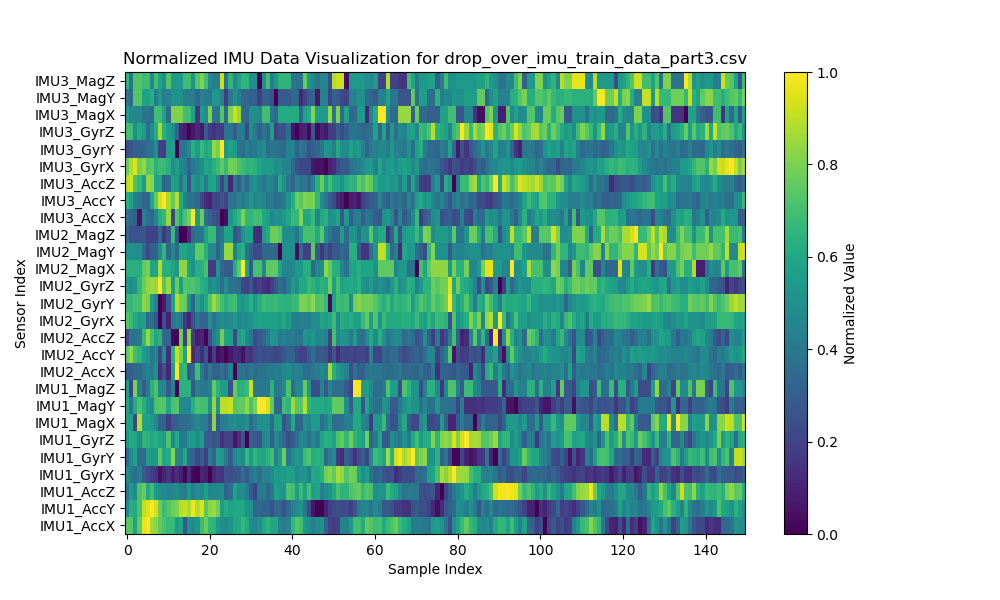 Normalized IMU Data Visualization for drop_over_imu_train_data_part3.csv
IMU3_MagZ
IMU3_MagY
IMU3_MagX
IMU3_GyrZ
IMU3_GyrY
IMU3_GyrX
IMU3_AccZ
IMU3_AccY
IMU3_AccX
IMU2_MagZ
IMU2_MagY
IMU2_MagX
IMU2_GyrZ
IMU2_GyrY
IMU2_GyrX
IMU2_AccZ
IMU2_AccY
IMU2_AccX
IMU1_MagZ
IMU1_MagY
IMU1_MagX
IMU1_GyrZ
IMU1_GyrY
IMU1_GyrX
IMU1_AccZ
IMU1_AccY
IMU1_AccX
Sensor Index
0 20 40 60 80 100 120 140
Sample Index
1.0
0.8
0.6
0.4
0.2
0.0
Normalized Value